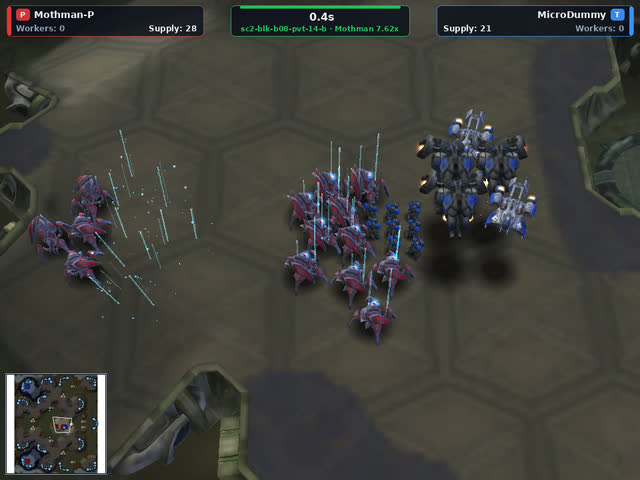 P Mothman-P
Workers: 0 Supply: 28
0.4s
sc2-blk-b08-pvt-14-b · Mothman 7.62x
MicroDummy T
Supply: 21 Workers: 0